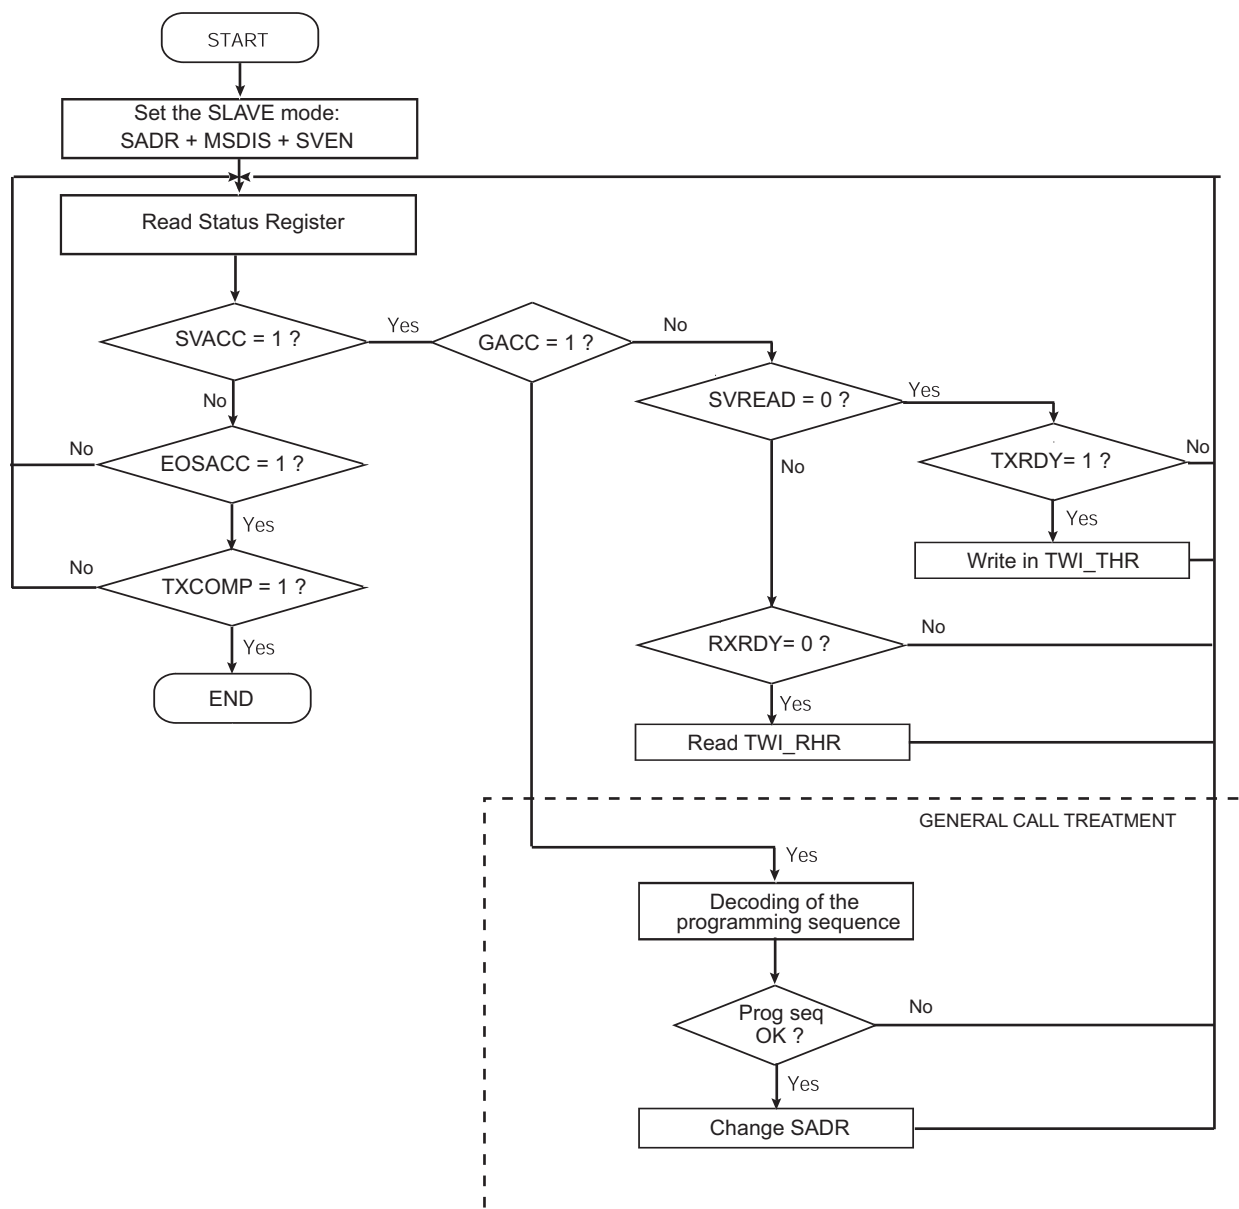 START
Set the SLAVE mode:
SADR + MSDIS + SVEN
Read Status Register
SVACC = 1 ?
Yes
GACC = 1 ?
No
SVREAD = 0 ?
Yes
No
EOSACC = 1 ?
No
TXRDY= 1 ?
No
No
Yes
Yes
Write in TWI_THR
TXCOMP = 1 ?
No
Yes
END
RXRDY= 0 ?
No
Yes
Read TWI_RHR
GENERAL CALL TREATMENT
Yes
Decoding of the
programming sequence
Prog seq
OK ?
No
Yes
Change SADR